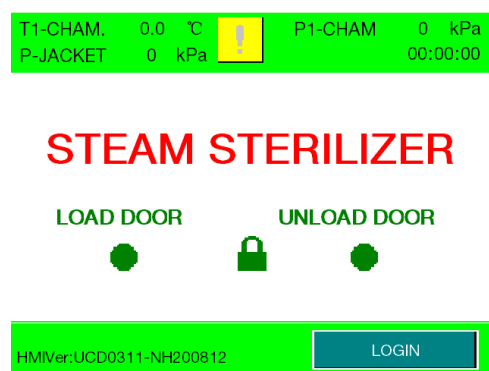 T1-CHAM. 0.0 ℃ ! P1-CHAM 0 kPa
P-JACKET 0 kPa 00:00:00
STEAM STERILIZER
LOAD DOOR UNLOAD DOOR
HMIVer:UCD0311-NH200812 LOGIN